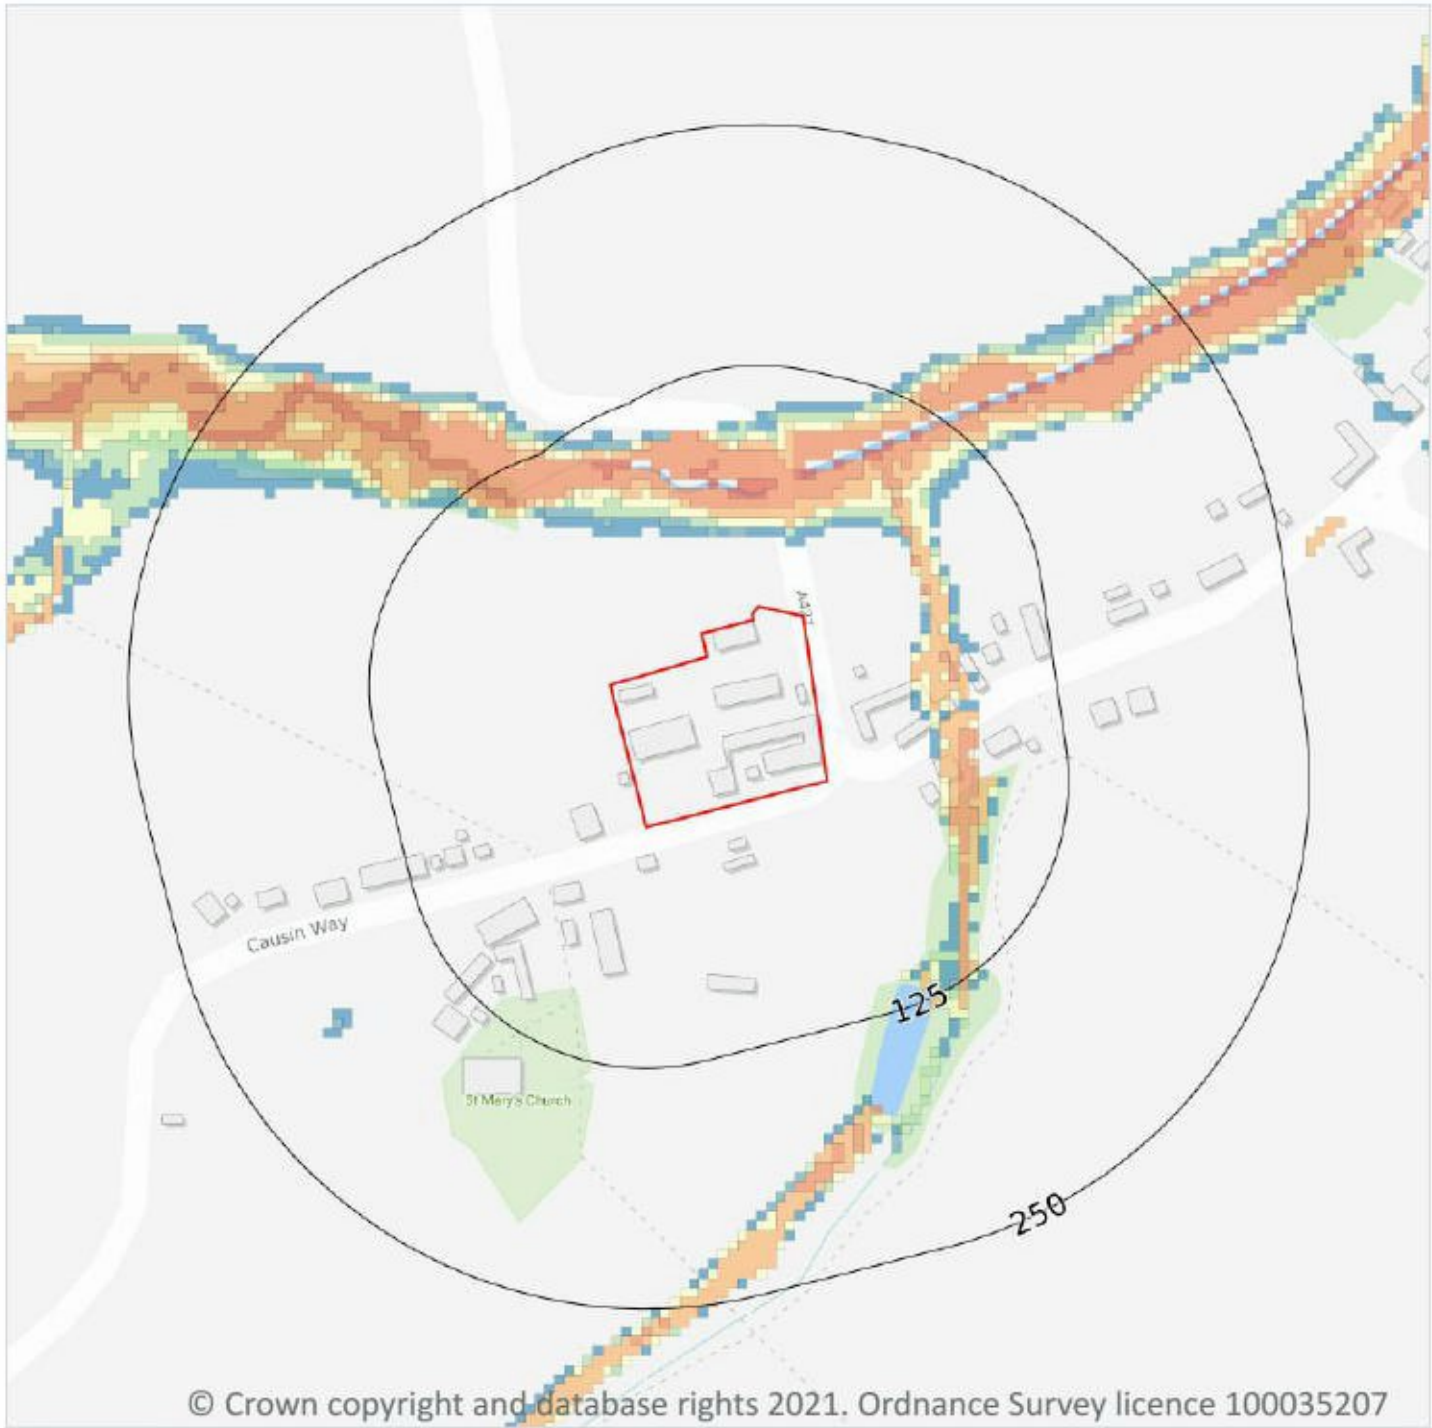 Causin Way
125
St Mary's Church
250
© Crown copyright and database rights 2021. Ordnance Survey licence 100035207